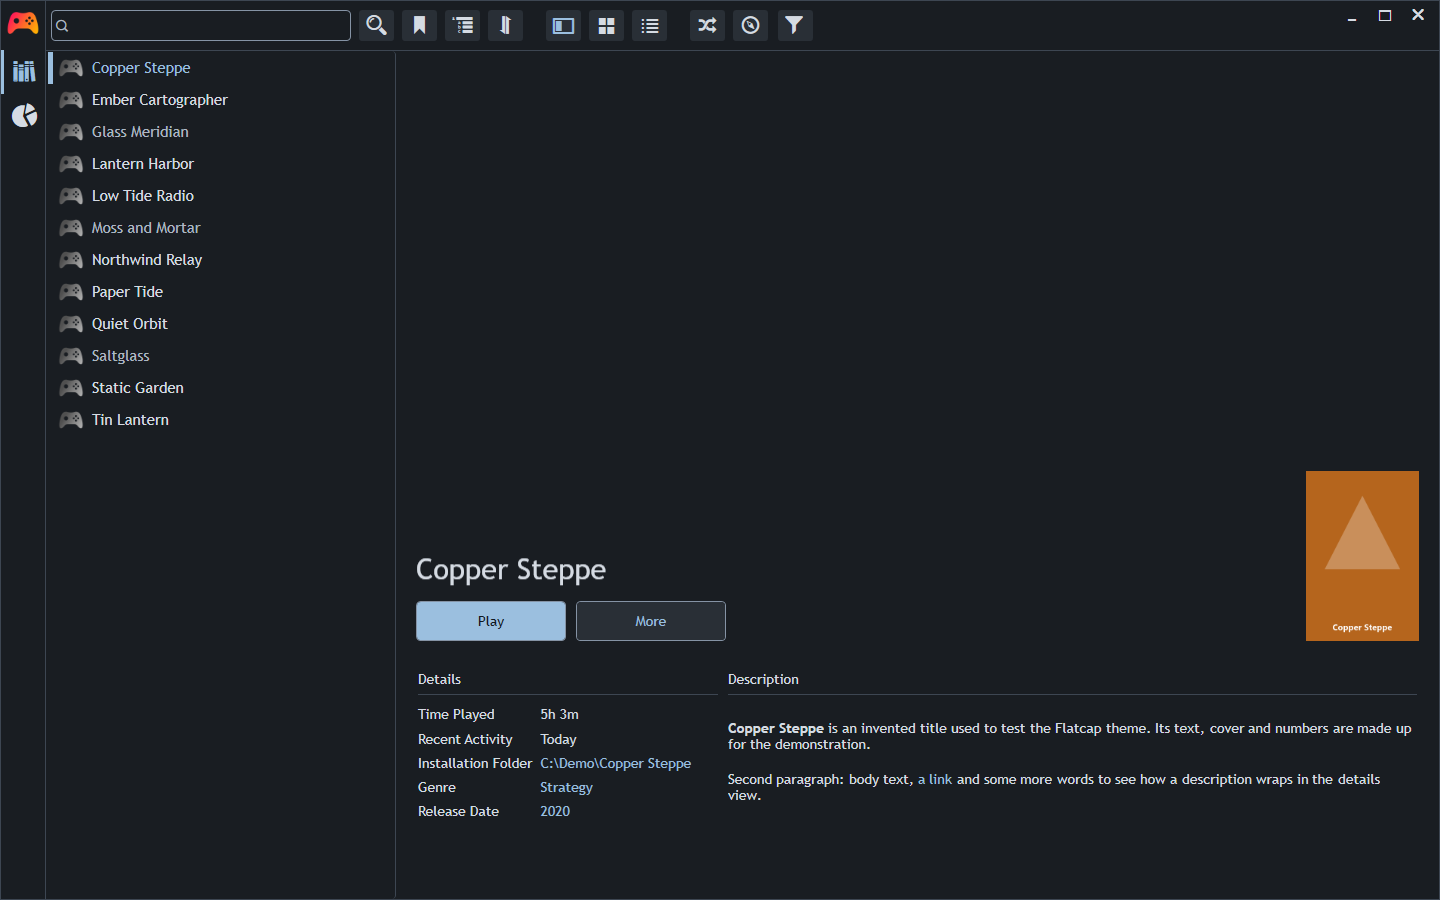 Copper Steppe
Ember Cartographer
Glass Meridian
Lantern Harbor
Low Tide Radio
Moss and Mortar
Northwind Relay
Paper Tide
Quiet Orbit
Saltglass
Static Garden
Tin Lantern
Copper Steppe
Play
More
Copper Steppe
Details
Time Played 5h 3m
Recent Activity Today
Installation Folder C:\Demo\Copper Steppe
Genre Strategy
Release Date 2020
Description
Copper Steppe is an invented title used to test the Flatcap theme. Its text, cover and numbers are made up
for the demonstration.
Second paragraph: body text, a link and some more words to see how a description wraps in the details
view.